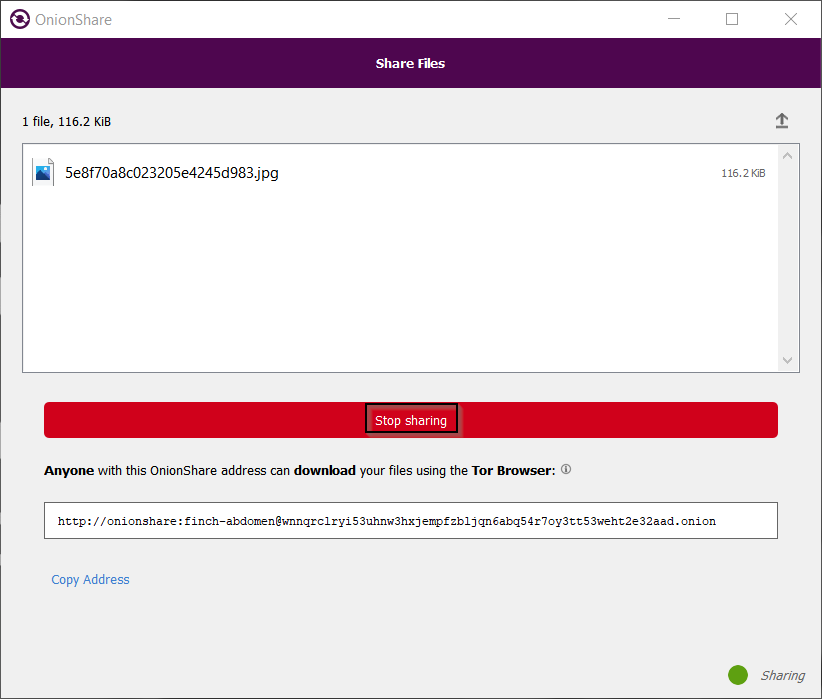 OnionShare
Share Files
1 file, 116.2 KiB
5e8f70a8c023205e4245d983.jpg 116.2 KiB
Stop sharing
Anyone with this OnionShare address can download your files using the Tor Browser:
http://onionshare:finch-abdomen@wnnqrclryi53uhnw3hxjempfzbljqn6abq54r7oy3tt53weht2e32aad.onion
Copy Address
Sharing